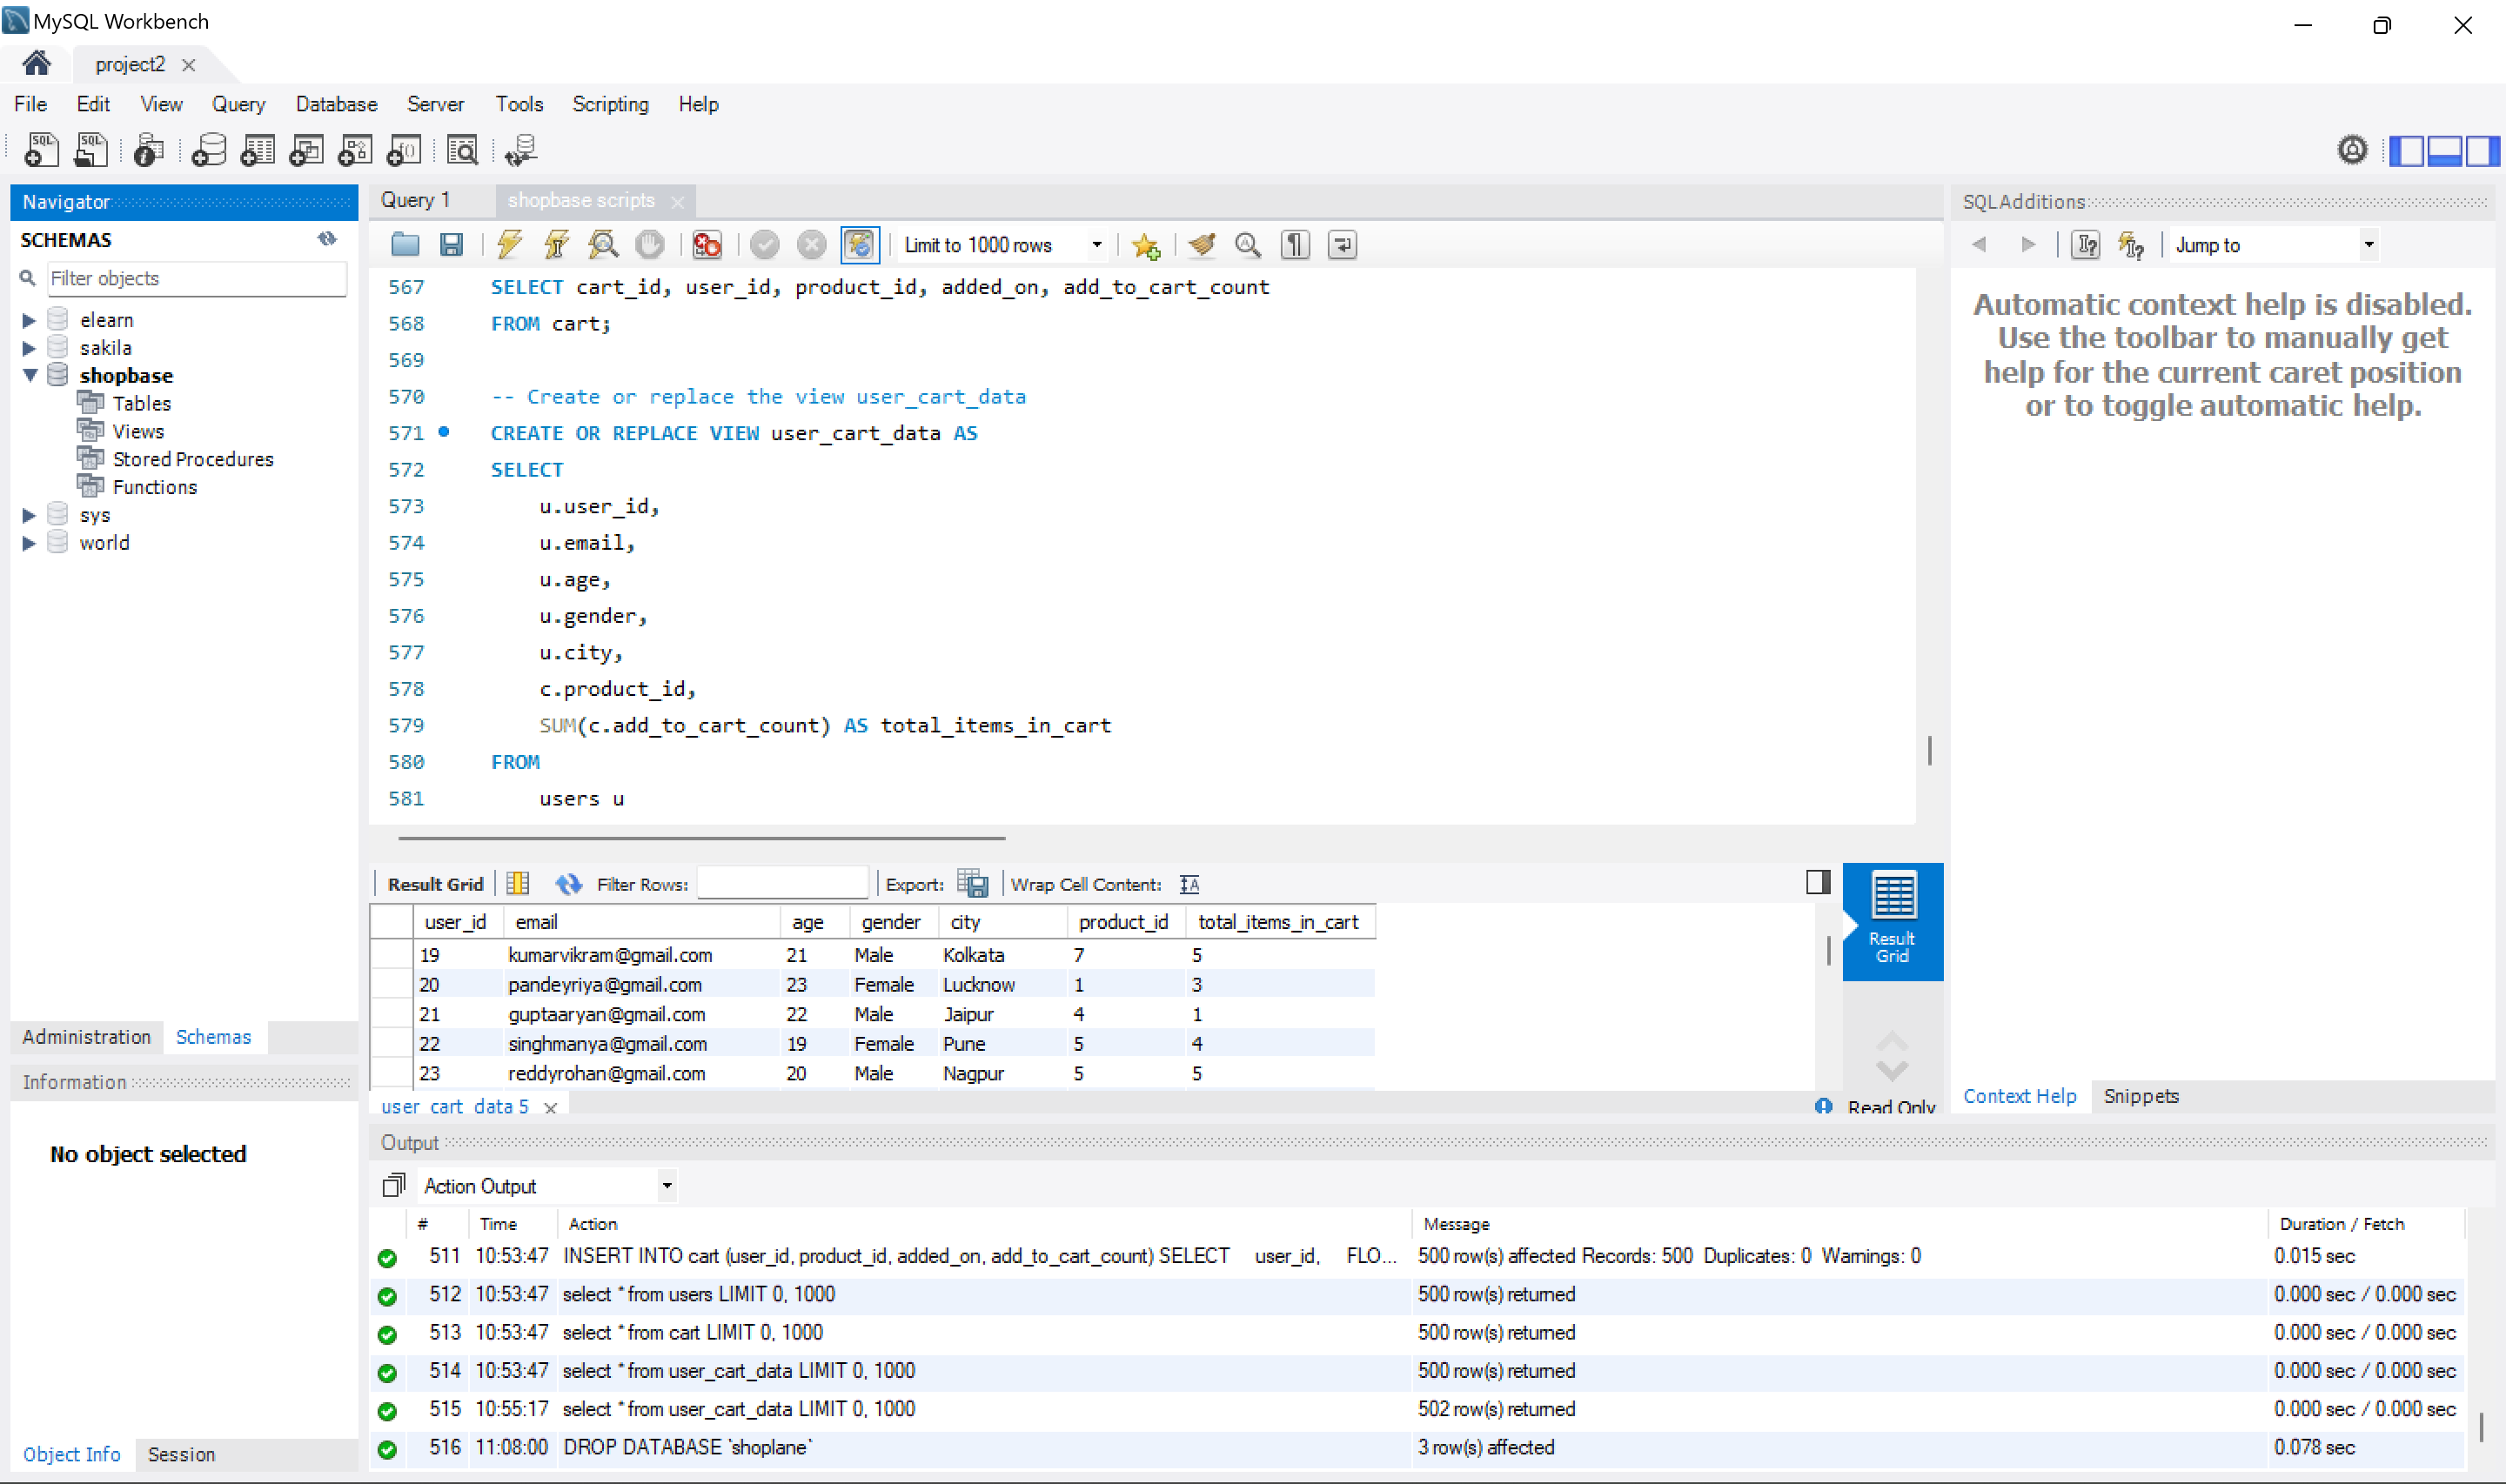 MySQL Workbench
project2
File Edit View Query Database Server Tools Scripting Help
Navigator
SCHEMAS
Filter objects
elearn
sakila
shopbase
Tables
Views
Stored Procedures
Functions
sys
world
Administration Schemas
Information
No object selected
Object Info Session
Query 1 shopbase scripts
Limit to 1000 rows
567 SELECT cart_id, user_id, product_id, added_on, add_to_cart_count
568 FROM cart;
569
570 -- Create or replace the view user_cart_data
571 CREATE OR REPLACE VIEW user_cart_data AS
572 SELECT
573 u.user_id,
574 u.email,
575 u.age,
576 u.gender,
577 u.city,
578 c.product_id,
579 SUM(c.add_to_cart_count) AS total_items_in_cart
580 FROM
581 users u
Result Grid Filter Rows: Export: Wrap Cell Content:
user_id email age gender city product_id total_items_in_cart
19 kumarvikram@gmail.com 21 Male Kolkata 7 5
20 pandeyriya@gmail.com 23 Female Lucknow 1 3
21 guptaaryan@gmail.com 22 Male Jaipur 4 1
22 singhmanya@gmail.com 19 Female Pune 5 4
23 reddyrohan@gmail.com 20 Male Nagpur 5 5
user_cart_data 5
Result
Grid
Read Only
SQLAdditions
Jump to
Automatic context help is disabled.
Use the toolbar to manually get
help for the current caret position
or to toggle automatic help.
Context Help Snippets
Output
Action Output
# Time Action Message Duration / Fetch
511 10:53:47 INSERT INTO cart (user_id, product_id, added_on, add_to_cart_count) SELECT user_id, FLO... 500 row(s) affected Records: 500 Duplicates: 0 Warnings: 0 0.015 sec
512 10:53:47 select * from users LIMIT 0, 1000 500 row(s) returned 0.000 sec / 0.000 sec
513 10:53:47 select * from cart LIMIT 0, 1000 500 row(s) returned 0.000 sec / 0.000 sec
514 10:53:47 select * from user_cart_data LIMIT 0, 1000 500 row(s) returned 0.000 sec / 0.000 sec
515 10:55:17 select * from user_cart_data LIMIT 0, 1000 502 row(s) returned 0.000 sec / 0.000 sec
516 11:08:00 DROP DATABASE `shoplane` 3 row(s) affected 0.078 sec